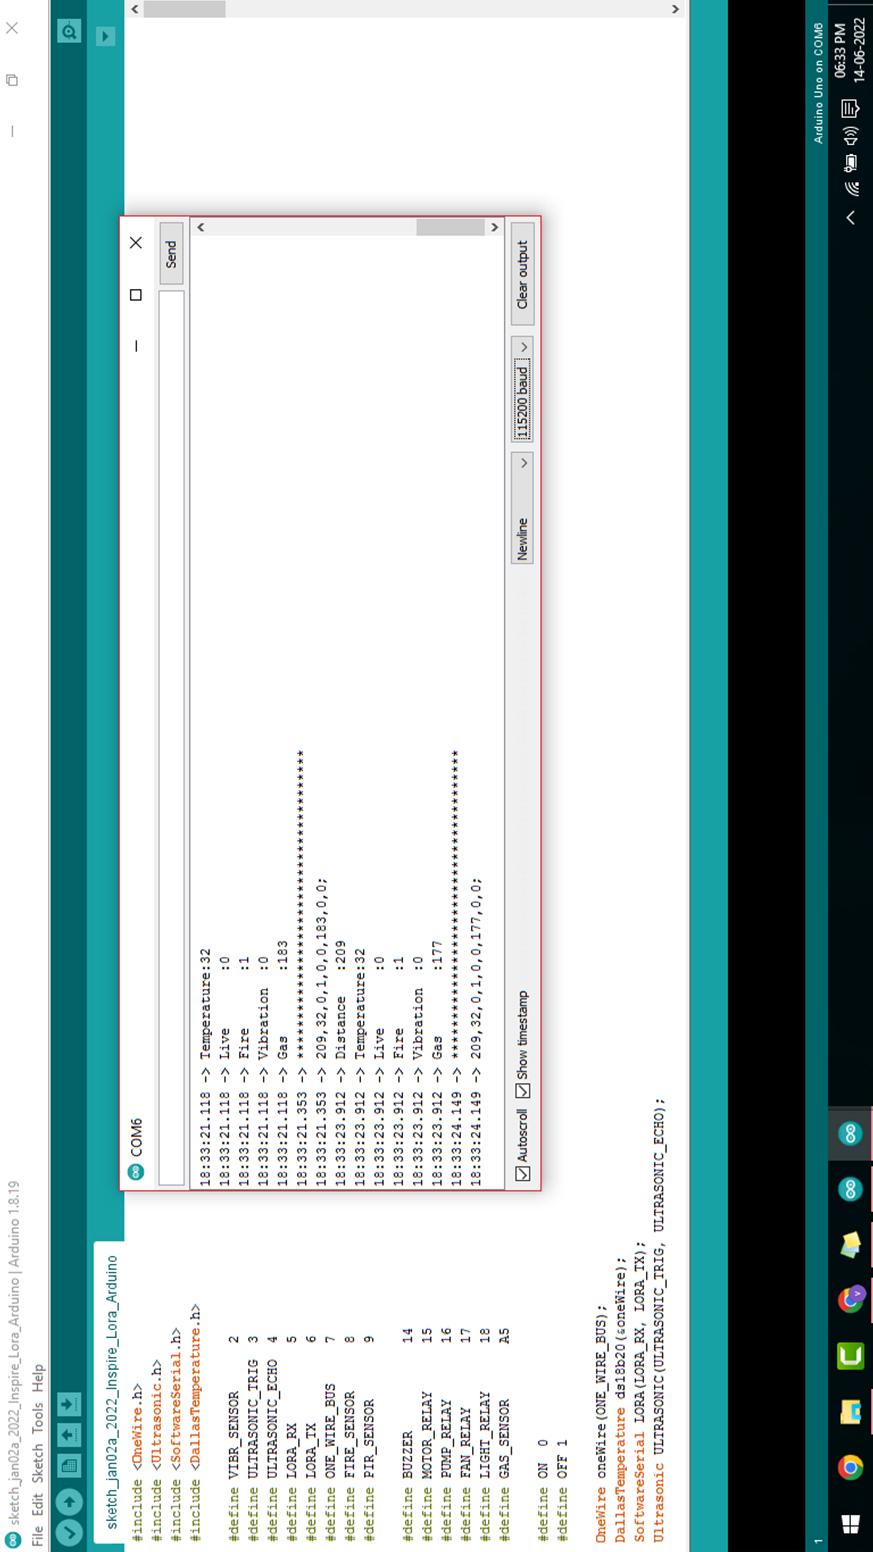 sketch_jan02a_2022_Inspire_Lora_Arduino | Arduino 1.8.19
File Edit Sketch Tools Help
sketch_jan02a_2022_Inspire_Lora_Arduino
#include <OneWire.h>
#include <Ultrasonic.h>
#include <SoftwareSerial.h>
#include <DallasTemperature.h>
#define VIBR_SENSOR 2
#define ULTRASONIC_TRIG 3
#define ULTRASONIC_ECHO 4
#define LORA_RX 5
#define LORA_TX 6
#define ONE_WIRE_BUS 7
#define FIRE_SENSOR 8
#define PIR_SENSOR 9
#define BUZZER 14
#define MOTOR_RELAY 15
#define PUMP_RELAY 16
#define FAN_RELAY 17
#define LIGHT_RELAY 18
#define GAS_SENSOR A5
#define ON 0
#define OFF 1
OneWire oneWire(ONE_WIRE_BUS);
DallasTemperature ds18b20(&oneWire);
SoftwareSerial LORA(LORA_RX, LORA_TX);
Ultrasonic ULTRASONIC(ULTRASONIC_TRIG, ULTRASONIC_ECHO);
COM6
Send
18:33:21.118 -> Temperature:32
18:33:21.118 -> Live :0
18:33:21.118 -> Fire :1
18:33:21.118 -> Vibration :0
18:33:21.118 -> Gas :183
18:33:21.353 -> ****************************************
18:33:21.353 -> 209,32,0,1,0,0,183,0,0;
18:33:23.912 -> Distance :209
18:33:23.912 -> Temperature:32
18:33:23.912 -> Live :0
18:33:23.912 -> Fire :1
18:33:23.912 -> Vibration :0
18:33:23.912 -> Gas :177
18:33:24.149 -> ****************************************
18:33:24.149 -> 209,32,0,1,0,0,177,0,0;
Autoscroll Show timestamp Newline 115200 baud Clear output
1 Arduino Uno on COM6
V
06:33 PM
14-06-2022